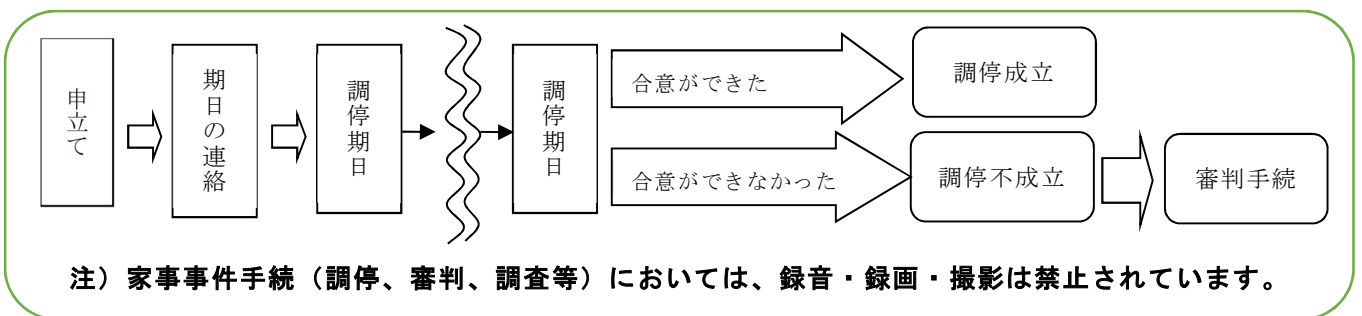 申立て
期日の連絡
調停期日
調停期日
合意ができた
調停成立
合意ができなかった
調停不成立
審判手続
注）家事事件手続（調停、審判、調査等）においては、録音・録画・撮影は禁止されています。